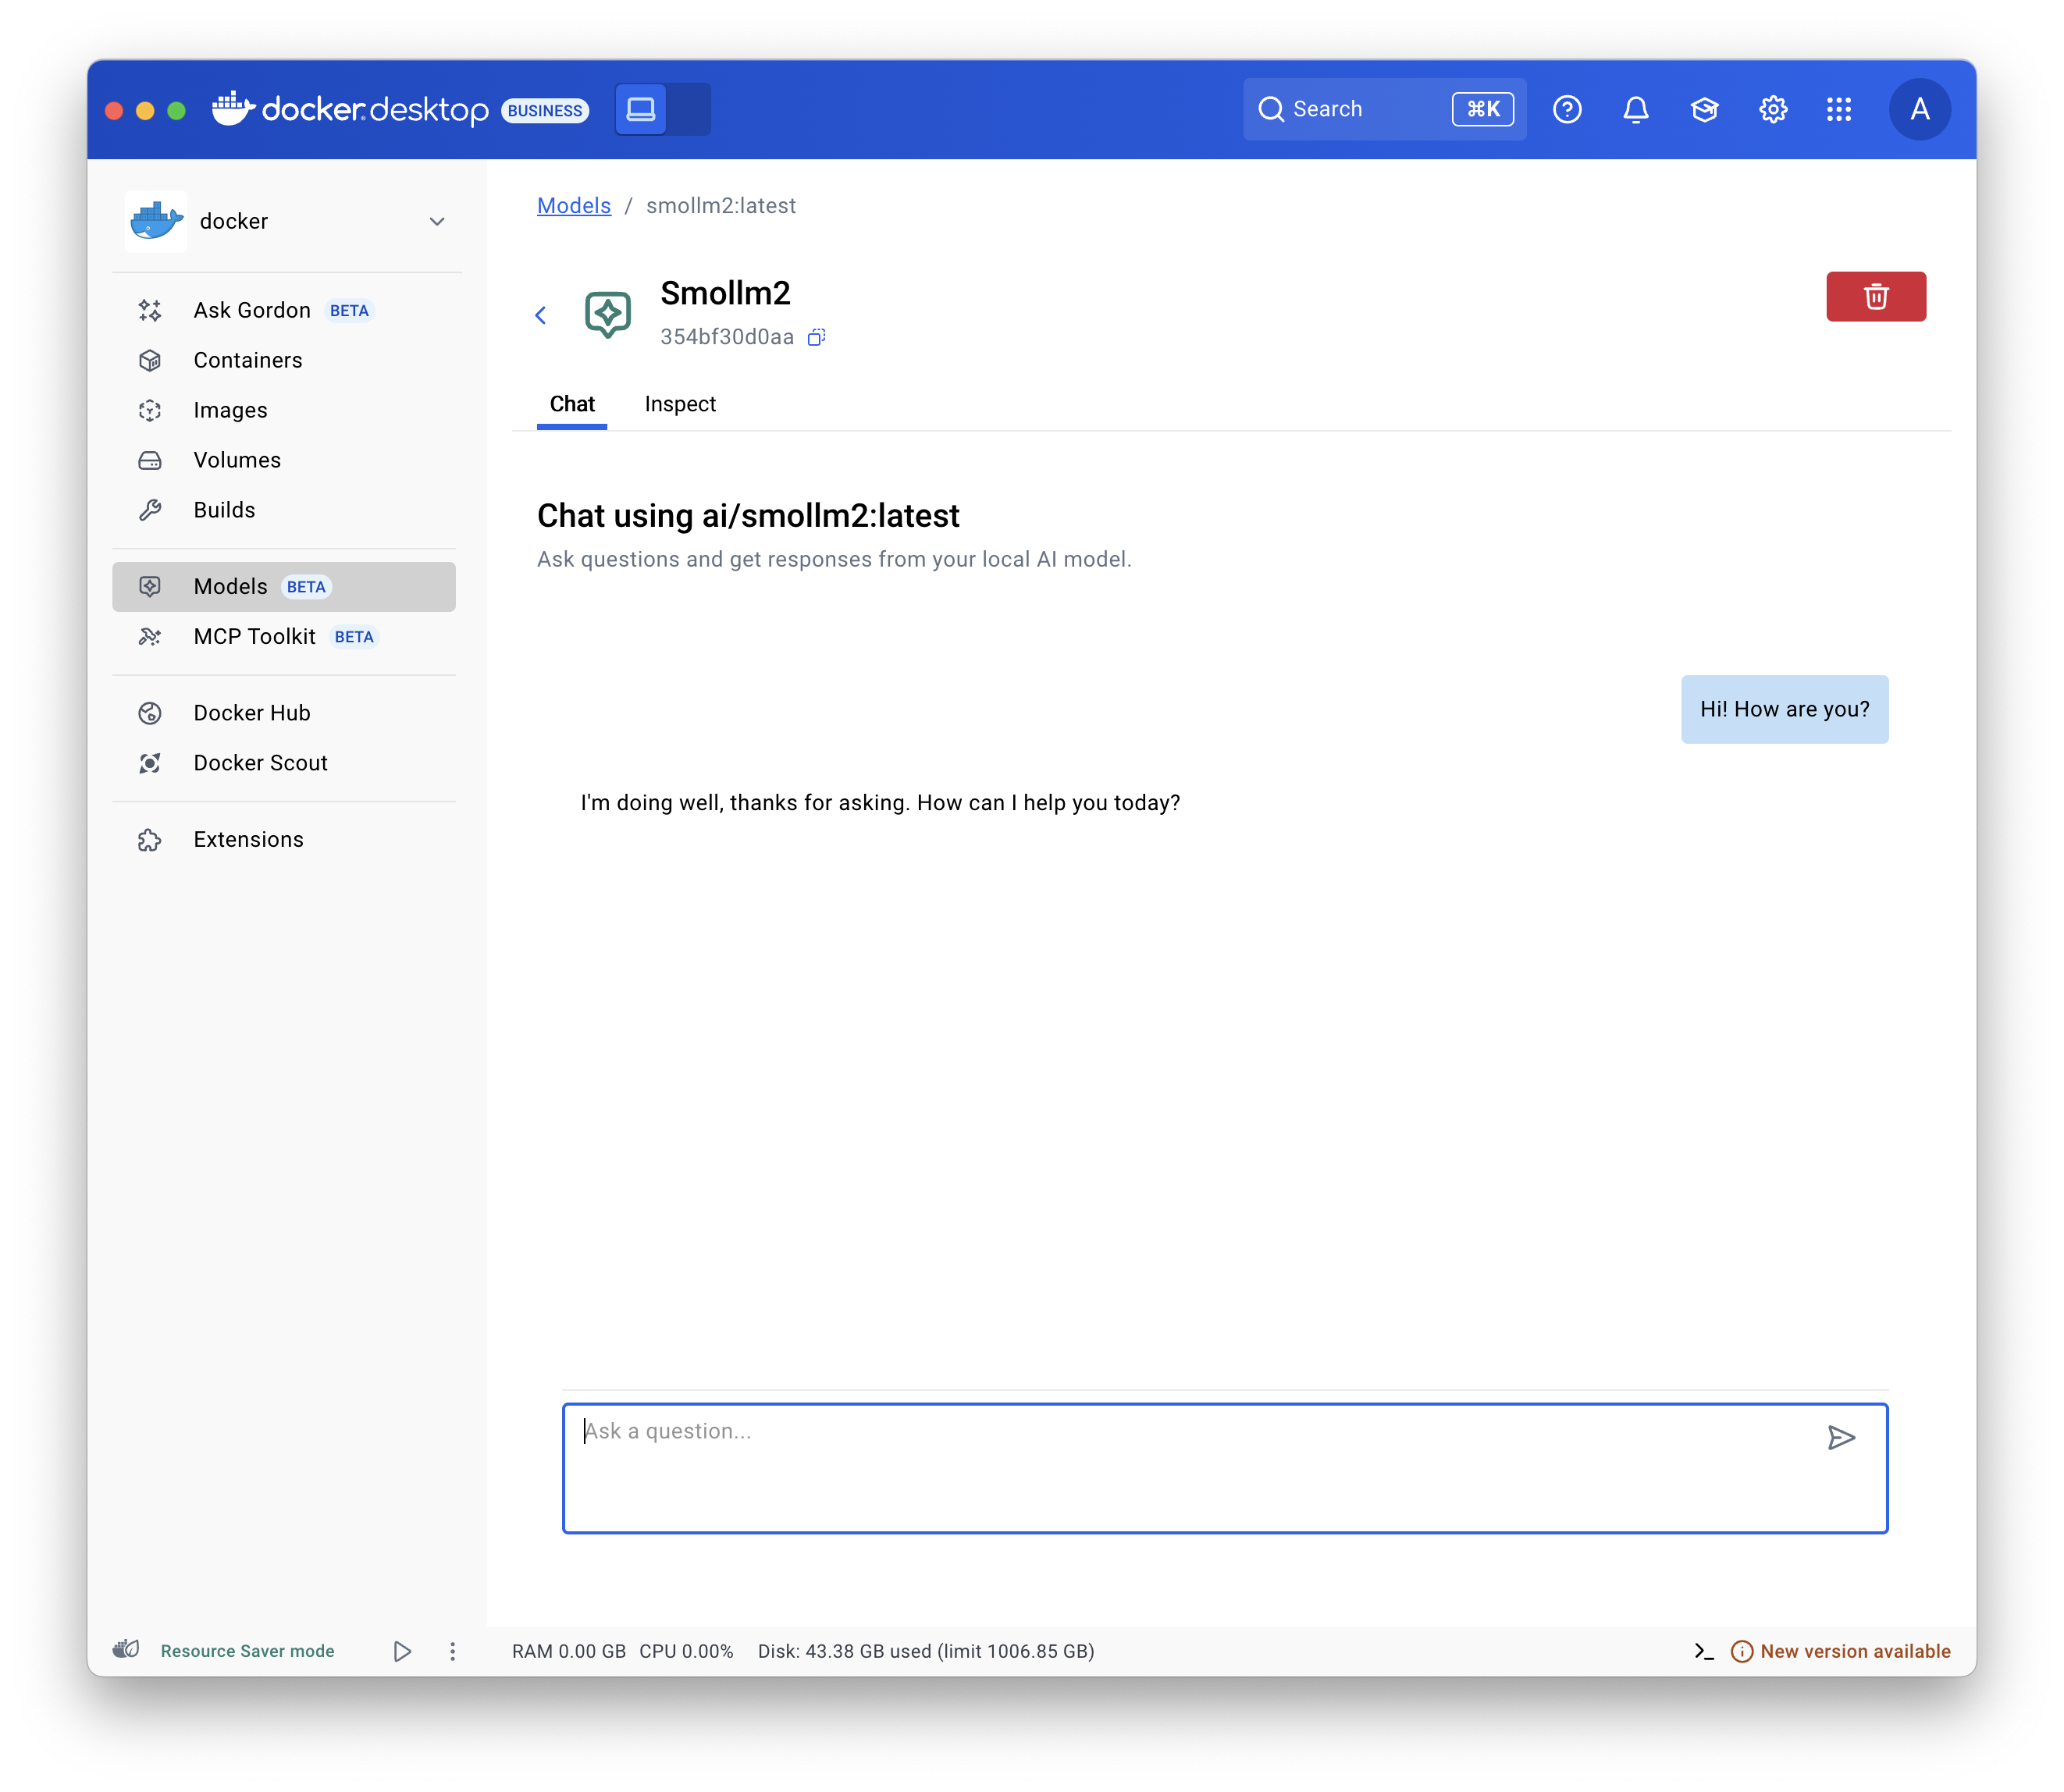 docker desktop BUSINESS
Search ⌘K
A
docker
Ask Gordon BETA
Containers
Images
Volumes
Builds
Models BETA
MCP Toolkit BETA
Docker Hub
Docker Scout
Extensions
Models / smollm2:latest
Smollm2
354bf30d0aa
Chat Inspect
Chat using ai/smollm2:latest
Ask questions and get responses from your local AI model.
Hi! How are you?
I'm doing well, thanks for asking. How can I help you today?
Ask a question...
Resource Saver mode
RAM 0.00 GB CPU 0.00% Disk: 43.38 GB used (limit 1006.85 GB)
New version available